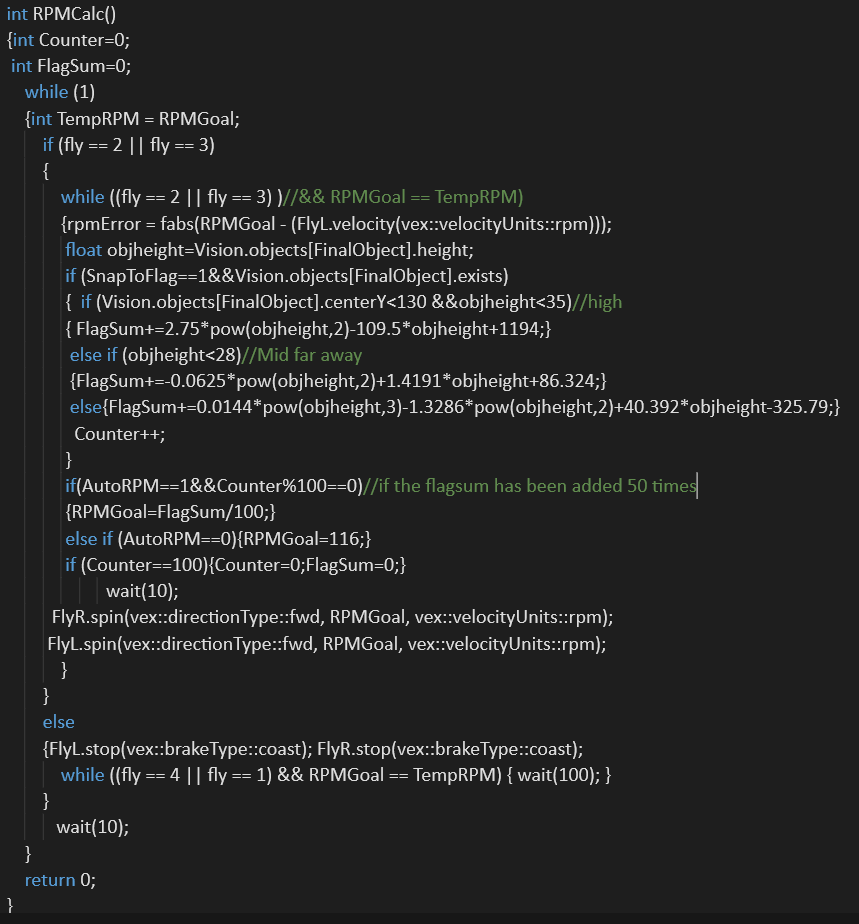 int RPMCalc()
{int Counter=0;
int FlagSum=0;
while (1)
{int TempRPM = RPMGoal;
if (fly == 2 || fly == 3)
{
while ((fly == 2 || fly == 3) )//&& RPMGoal == TempRPM)
{rpmError = fabs(RPMGoal - (FlyL.velocity(vex::velocityUnits::rpm)));
float objheight=Vision.objects[FinalObject].height;
if (SnapToFlag==1&&Vision.objects[FinalObject].exists)
{ if (Vision.objects[FinalObject].centerY<130 &&objheight<35)//high
{ FlagSum+=2.75*pow(objheight,2)-109.5*objheight+1194;}
else if (objheight<28)//Mid far away
{FlagSum+=-0.0625*pow(objheight,2)+1.4191*objheight+86.324;}
else{FlagSum+=0.0144*pow(objheight,3)-1.3286*pow(objheight,2)+40.392*objheight-325.79;}
Counter++;
}
if(AutoRPM==1&&Counter%100==0)//if the flagsum has been added 50 times
{RPMGoal=FlagSum/100;}
else if (AutoRPM==0){RPMGoal=116;}
if (Counter==100){Counter=0;FlagSum=0;}
wait(10);
FlyR.spin(vex::directionType::fwd, RPMGoal, vex::velocityUnits::rpm);
FlyL.spin(vex::directionType::fwd, RPMGoal, vex::velocityUnits::rpm);
}
}
else
{FlyL.stop(vex::brakeType::coast); FlyR.stop(vex::brakeType::coast);
while ((fly == 4 || fly == 1) && RPMGoal == TempRPM) { wait(100); }
}
wait(10);
}
return 0;
}